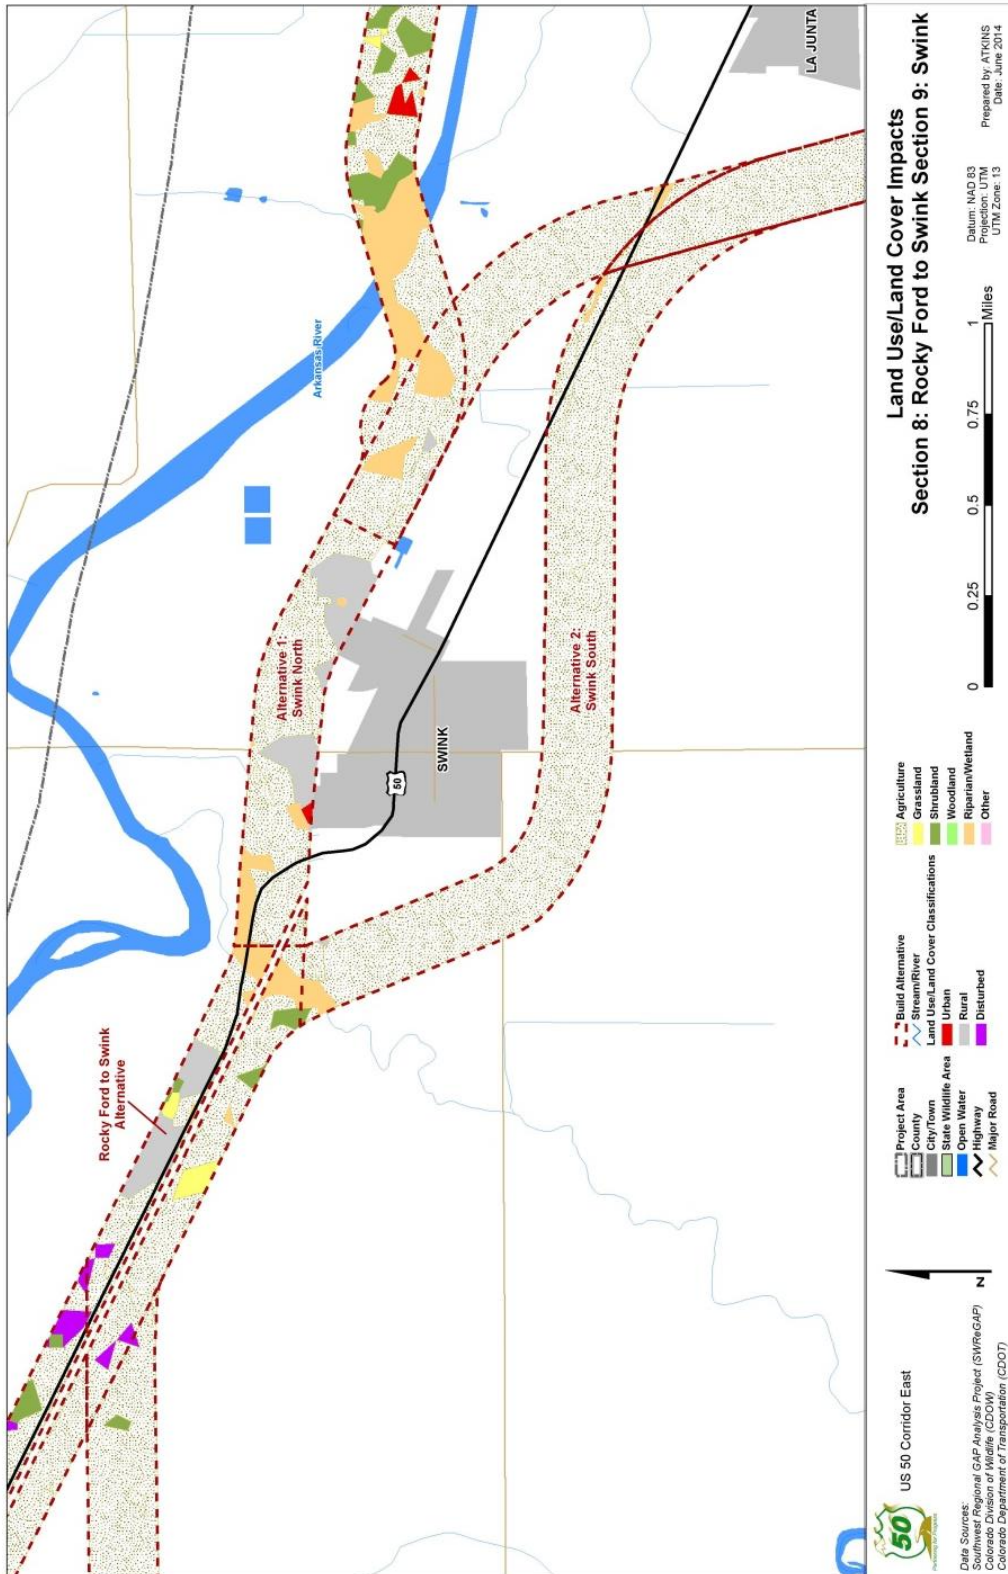 Rocky Ford to Swink
Alternative
Arkansas River
Alternative 1:
Swink North
50
SWINK
Alternative 2:
Swink South
LA JUNTA
50
Partnering for Progress
US 50 Corridor East
Data Sources:
Southwest Regional GAP Analysis Project (SWReGAP)
Colorado Division of Wildlife (CDOW)
Colorado Department of Transportation (CDOT)
N
Project Area
County
City/Town
State Wildlife Area
Open Water
Highway
Major Road
Build Alternative
Stream/River
Land Use/Land Cover Classifications
Urban
Rural
Disturbed
Agriculture
Grassland
Shrubland
Woodland
Riparian/Wetland
Other
Land Use/Land Cover Impacts
Section 8: Rocky Ford to Swink Section 9: Swink
0 0.25 0.5 0.75 1
Miles
Datum: NAD 83
Projection: UTM
UTM Zone: 13
Prepared by: ATKINS
Date: June 2014